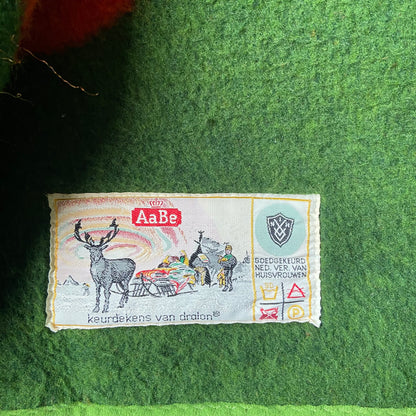 AaBe
keurdekens van dralon®
GOEDGEKEURD
NED. VER. VAN
HUISVROUWEN
P